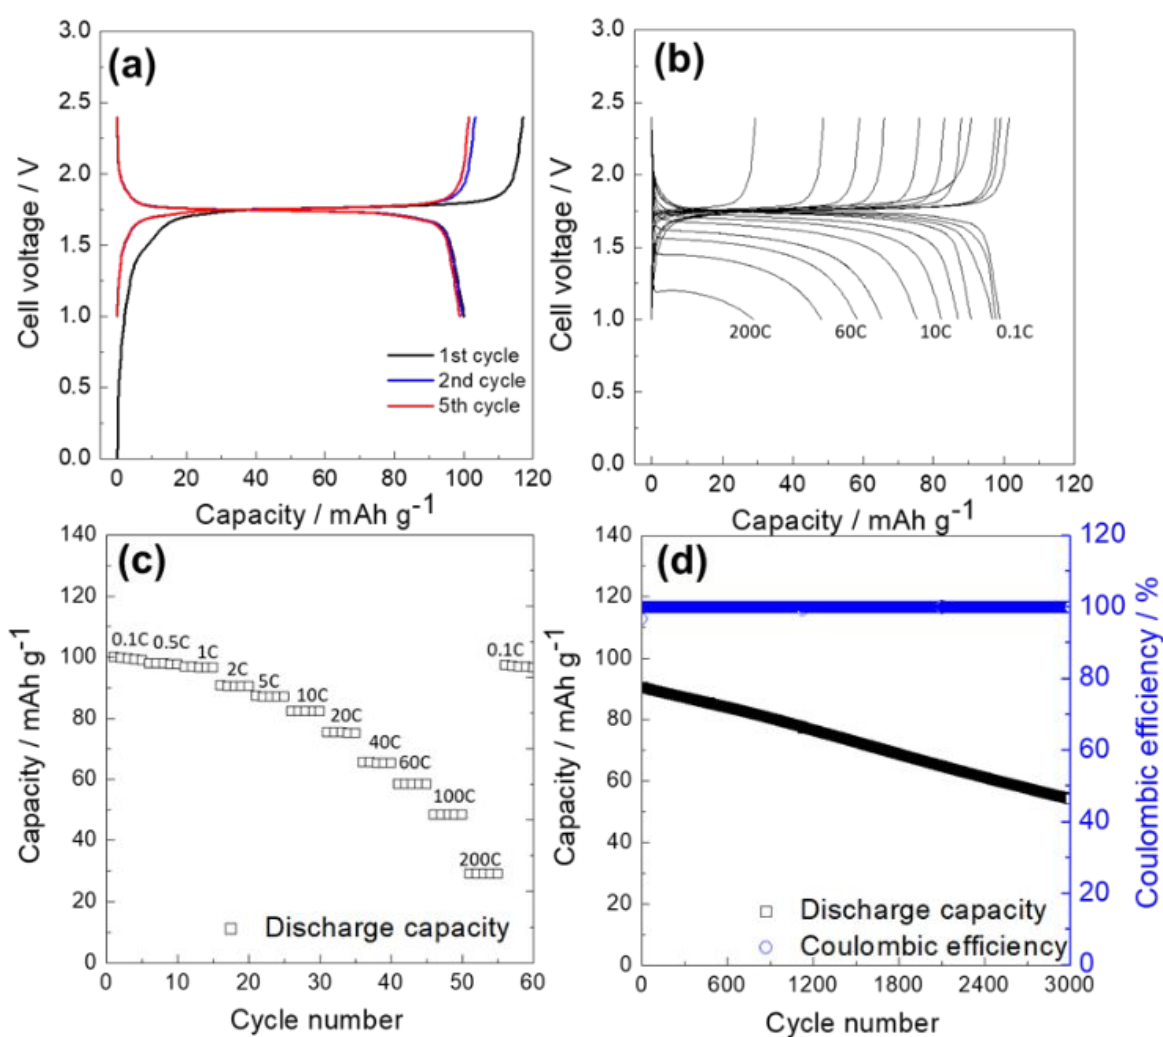 (a)
3.0
2.5
2.0
1.5
1.0
0.5
0.0
Cell voltage / V
1st cycle
2nd cycle
5th cycle
0 20 40 60 80 100 120
Capacity / mAh g-1
(b)
3.0
2.5
2.0
1.5
1.0
0.5
0.0
Cell voltage / V
200C 60C 10C 0.1C
0 20 40 60 80 100 120
Capacity / mAh g-1
(c)
140
120
100
80
60
40
20
0
Capacity / mAh g-1
0.1C
0.5C
1C
2C
5C
10C
20C
40C
60C
100C
200C
0.1C
Discharge capacity
0 10 20 30 40 50 60
Cycle number
(d)
140
120
100
80
60
40
20
0
Capacity / mAh g-1
120
100
80
60
40
20
0
Coulombic efficiency / %
Discharge capacity
Coulombic efficiency
0 600 1200 1800 2400 3000
Cycle number